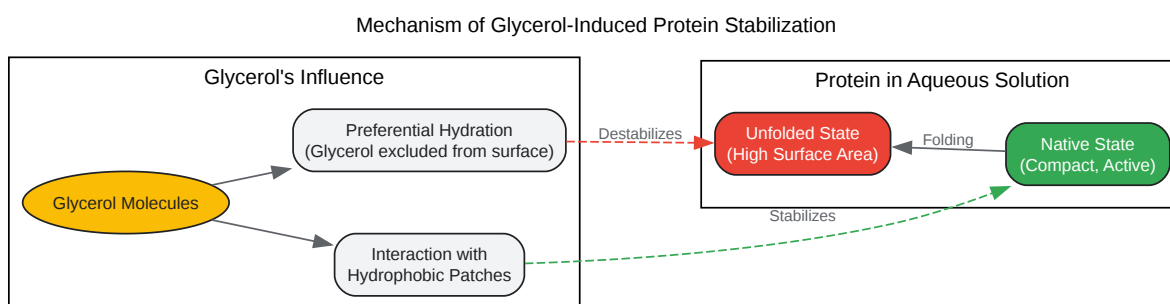 Mechanism of Glycerol-Induced Protein Stabilization
Glycerol's Influence
Glycerol Molecules
Preferential Hydration
(Glycerol excluded from surface)
Interaction with
Hydrophobic Patches
Destabilizes
Stabilizes
Protein in Aqueous Solution
Unfolded State
(High Surface Area)
Folding
Native State
(Compact, Active)